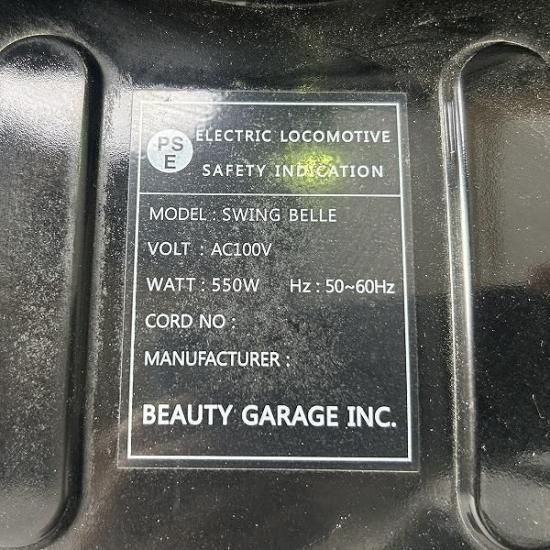 PS
E
ELECTRIC LOCOMOTIVE
SAFETY INDICATION
MODEL : SWING BELLE
VOLT : AC100V
WATT : 550W Hz : 50~60Hz
CORD NO :
MANUFACTURER :
BEAUTY GARAGE INC.